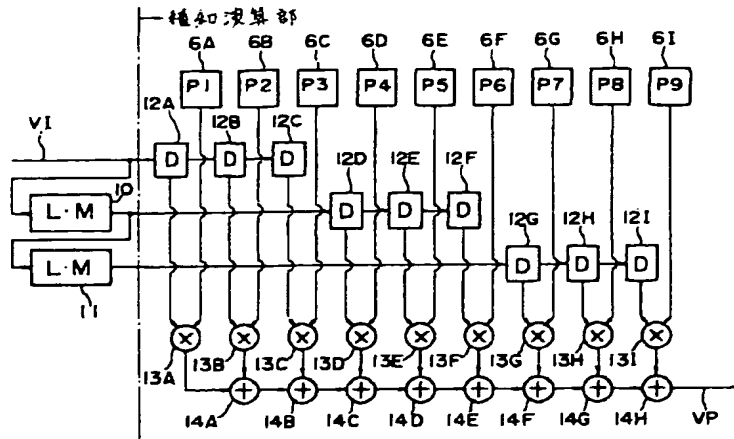 積和演算部
6A 6B 6C 6D 6E 6F 6G 6H 6I
P1 P2 P3 P4 P5 P6 P7 P8 P9
12A 12B 12C
VI
D D D
12D 12E 12F
10
L·M
D D D
12G 12H 12I
L·M
D D D
11
13A 13B 13C 13D 13E 13F 13G 13H 13I
14A 14B 14C 14D 14E 14F 14G 14H
VP